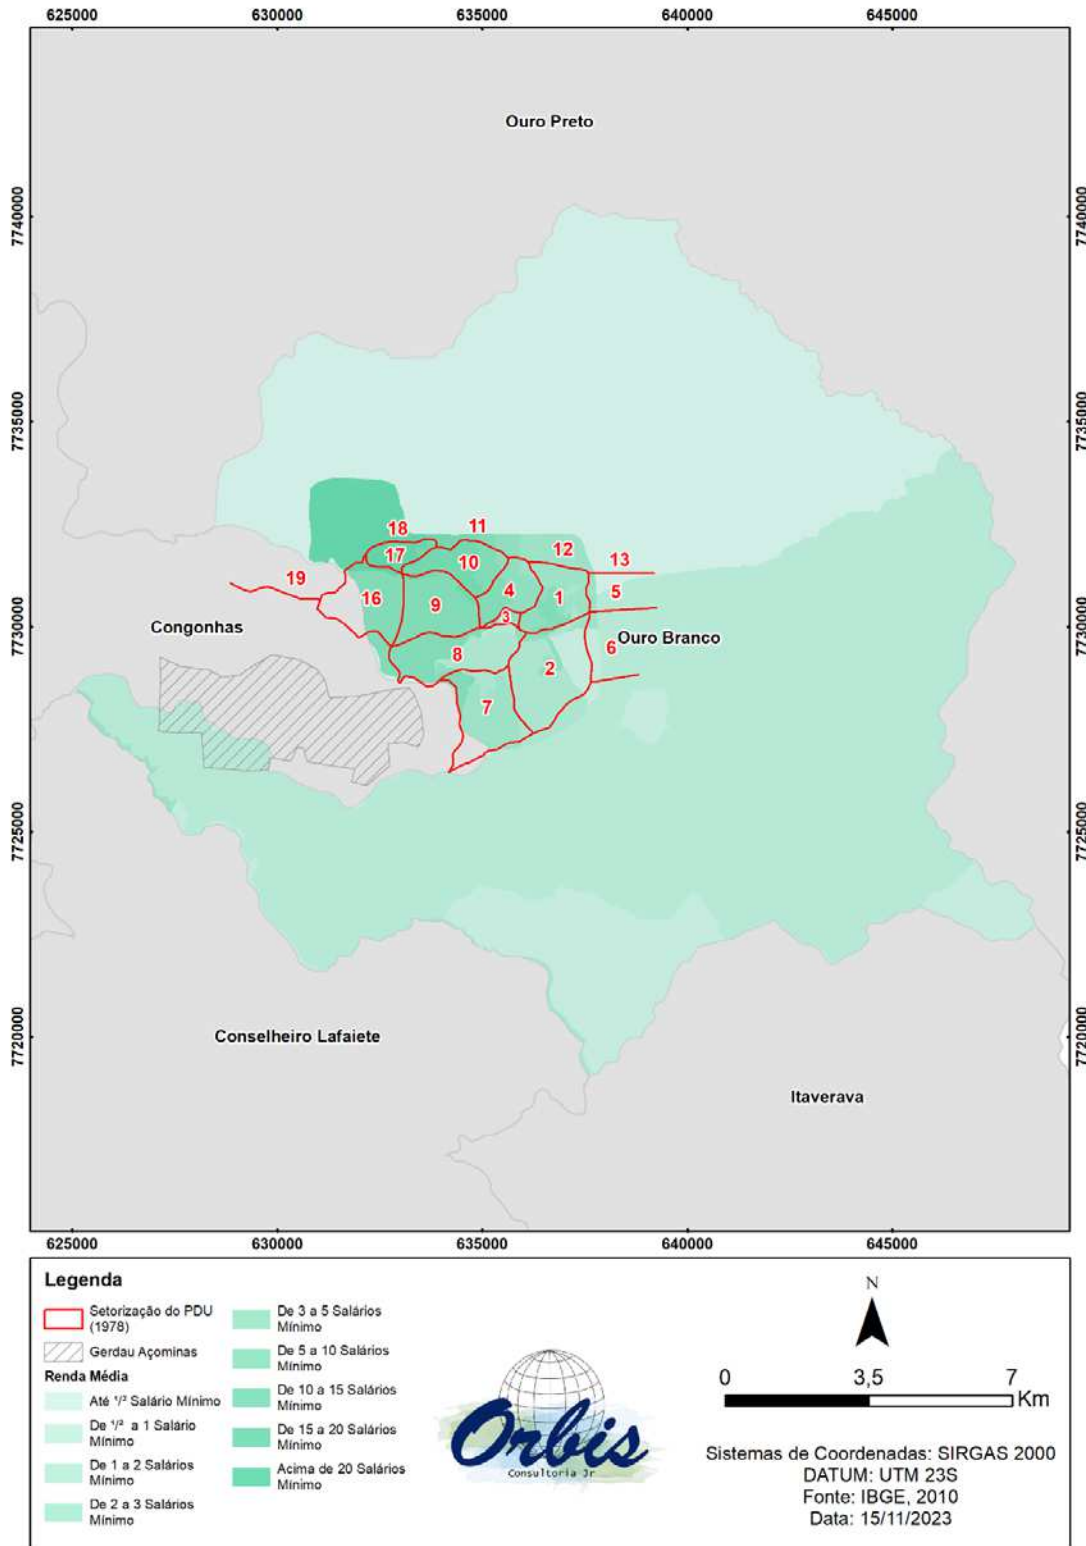 625000 630000 635000 640000 645000
Ouro Preto
7740000 7740000
7735000 7735000
18 11
17 10 12 13
19 16 9 4 1 5
3
7730000 Congonhas Ouro Branco 7730000
8 2 6
7
7725000 7725000
Conselheiro Lafaiete
7720000 7720000
Itaverava
625000 630000 635000 640000 645000
Legenda
Setorização do PDU
(1978)
Gerdau Açominas
Renda Média
Até ¹/² Salário Mínimo
De ¹/² a 1 Salário
Mínimo
De 1 a 2 Salários
Mínimo
De 2 a 3 Salários
Mínimo
De 3 a 5 Salários
Mínimo
De 5 a 10 Salários
Mínimo
De 10 a 15 Salários
Mínimo
De 15 a 20 Salários
Mínimo
Acima de 20 Salários
Mínimo
Orbis
Consultoria Jr
N
0 3,5 7
Km
Sistemas de Coordenadas: SIRGAS 2000
DATUM: UTM 23S
Fonte: IBGE, 2010
Data: 15/11/2023